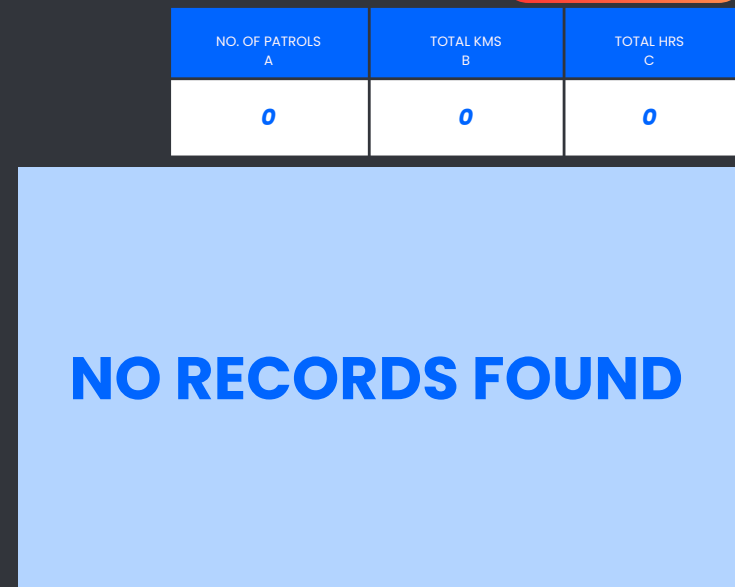 NO. OF PATROLS
A
TOTAL KMS
B
TOTAL HRS
C
0
0
0
NO RECORDS FOUND